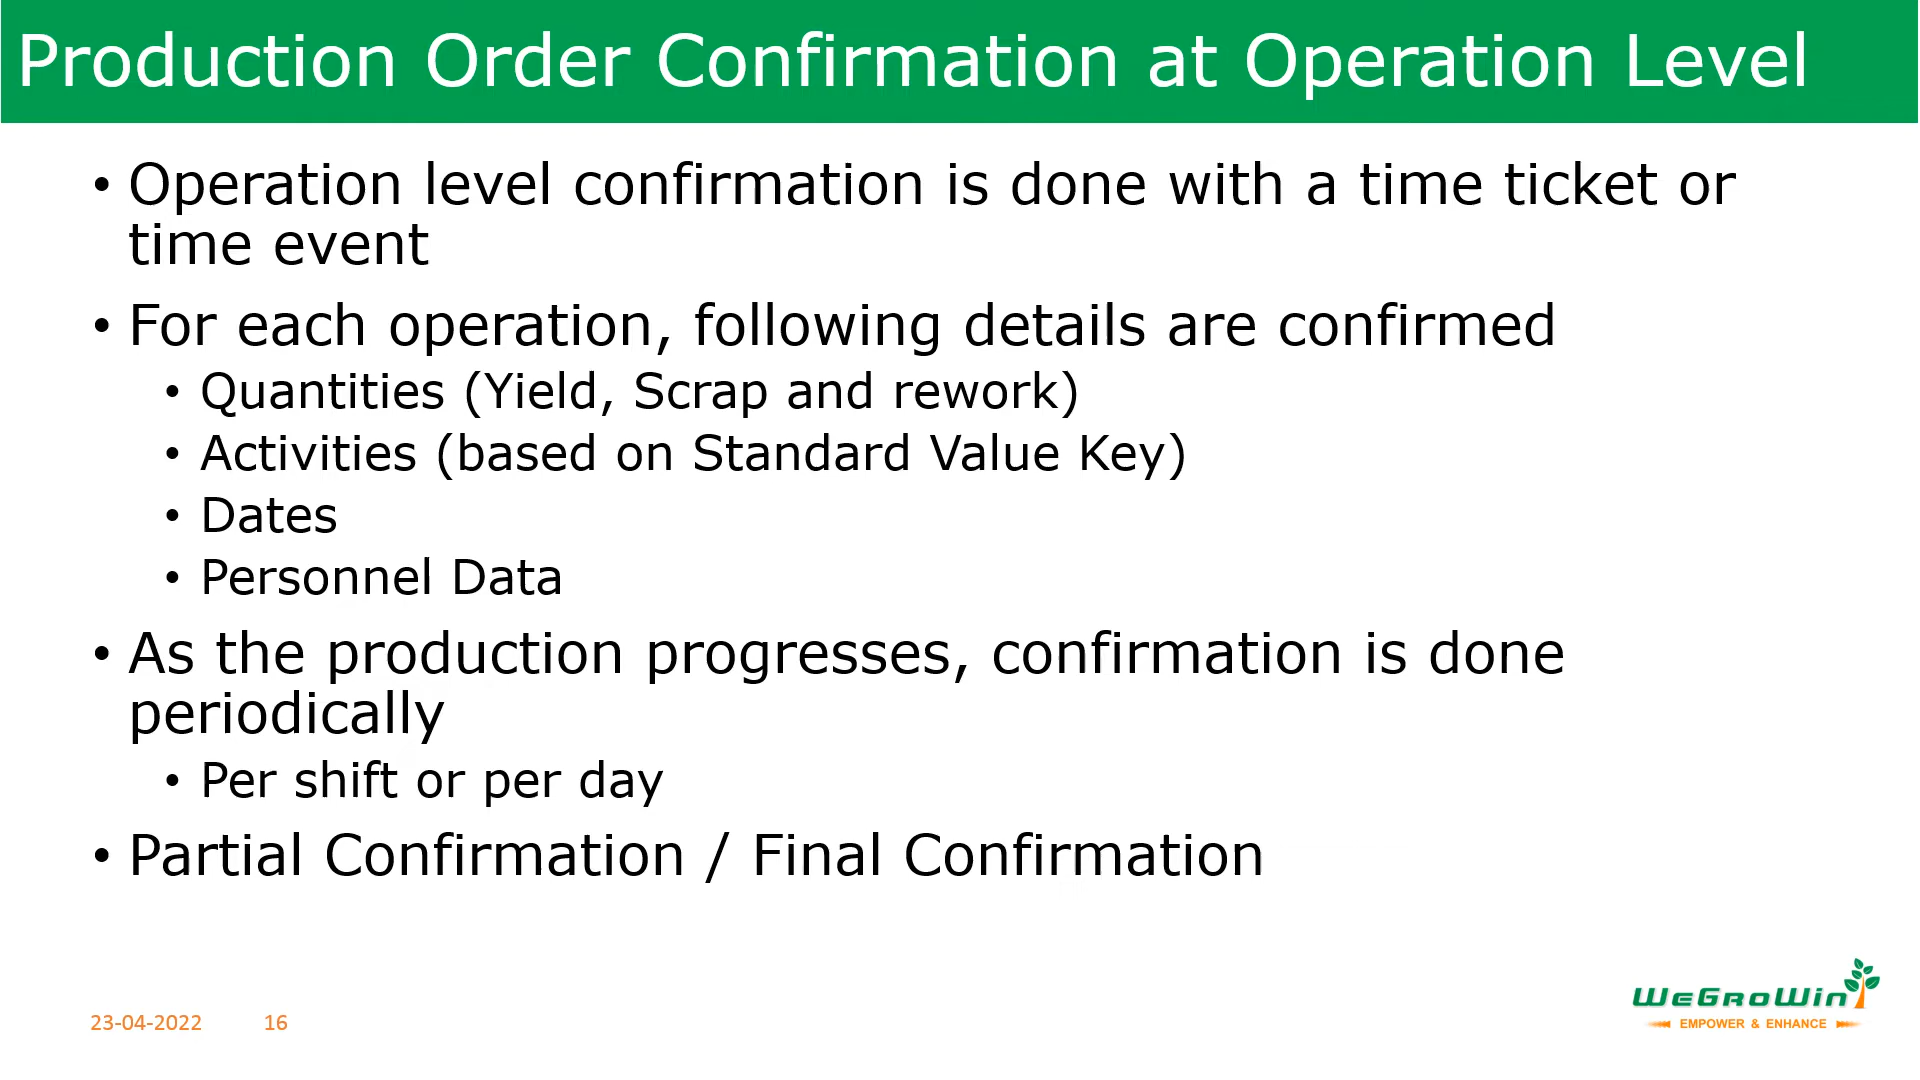 Production Order Confirmation at Operation Level
• Operation level confirmation is done with a time ticket or
time event
• For each operation, following details are confirmed
• Quantities (Yield, Scrap and rework)
• Activities (based on Standard Value Key)
• Dates
• Personnel Data
• As the production progresses, confirmation is done
periodically
• Per shift or per day
• Partial Confirmation / Final Confirmation
23-04-2022 16
WeGroWin
EMPOWER & ENHANCE